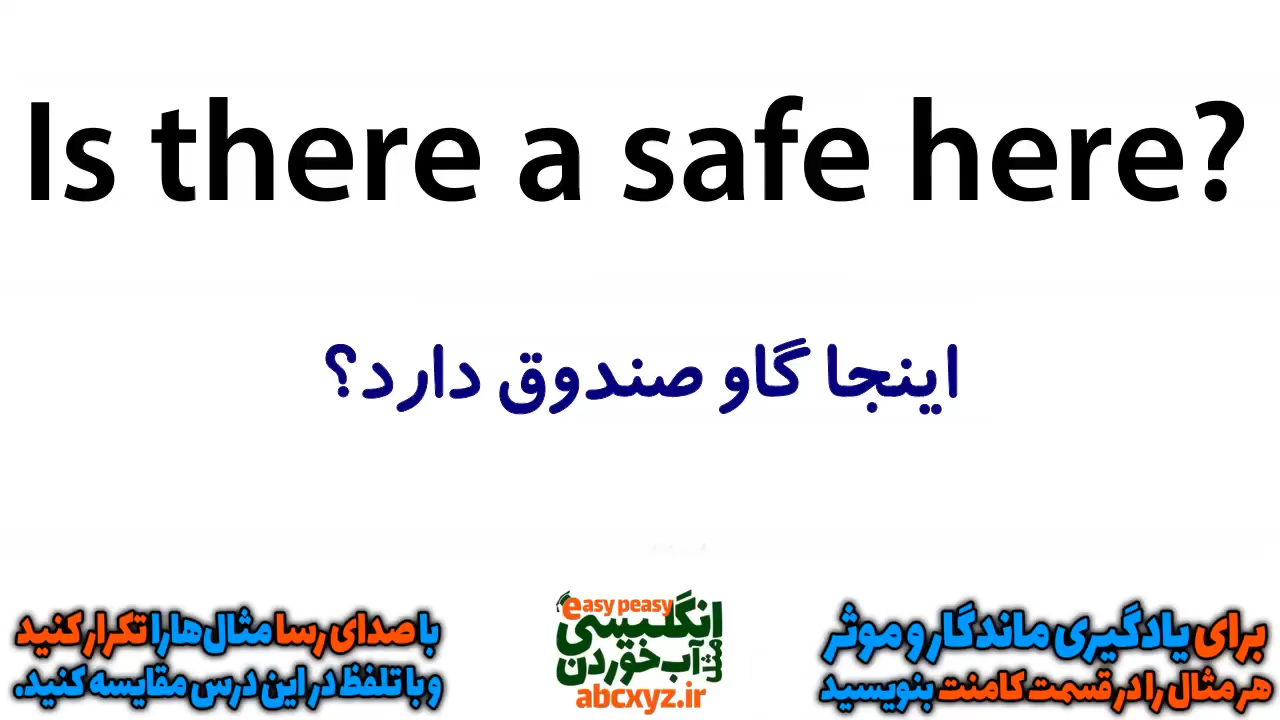 Is there a safe here?
اینجا گاو صندوق دارد؟
برای یادگیری ماندگار و موثر
هر مثال را در قسمت کامنت بنویسید
easy peasy
انگلیسی
مثل آب خوردن
abcxyz.ir
با صدای رسا مثال‌ها را تکرار کنید
و با تلفظ در این درس مقایسه کنید.